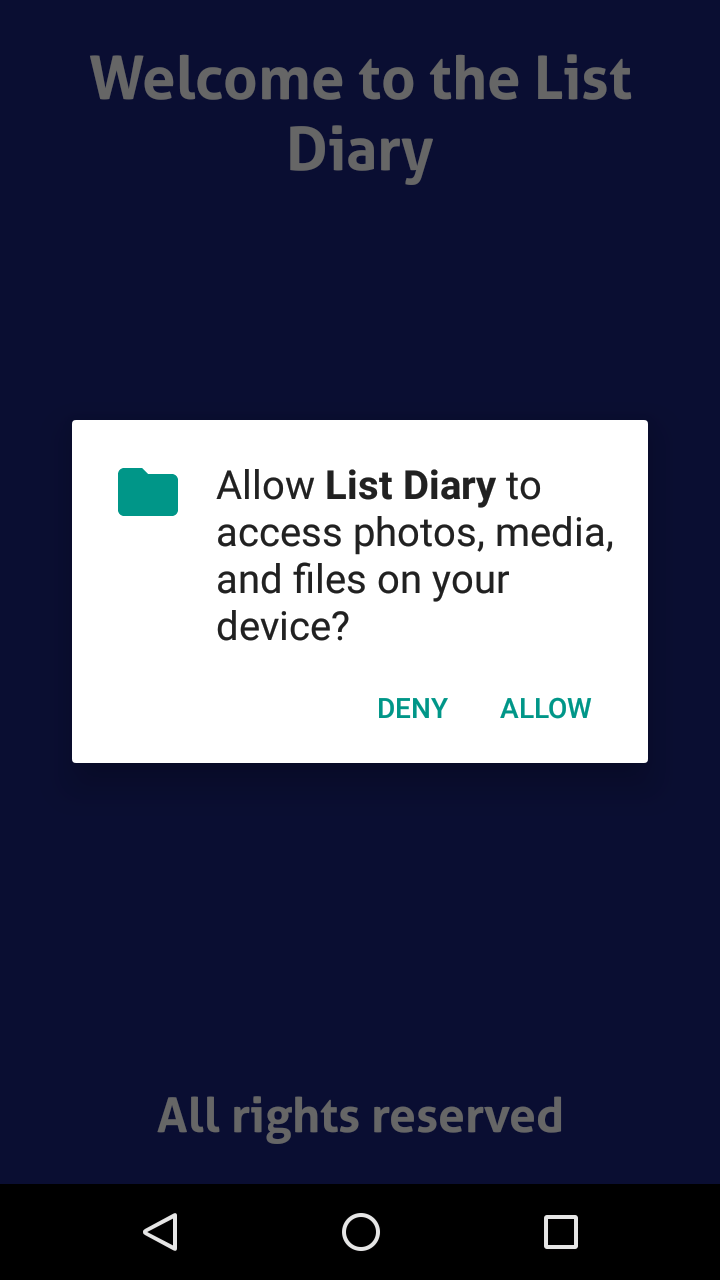 Welcome to the List
Diary
Allow List Diary to
access photos, media,
and files on your
device?
DENY ALLOW
All rights reserved